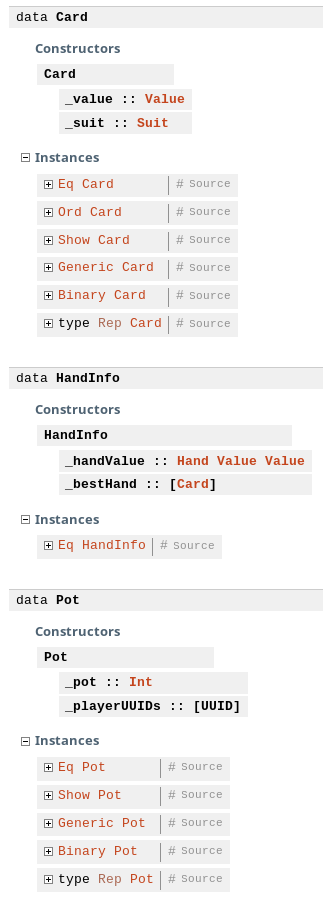 data Card
Constructors
Card
_value :: Value
_suit :: Suit
Instances
Eq Card # Source
Ord Card # Source
Show Card # Source
Generic Card # Source
Binary Card # Source
type Rep Card # Source
data HandInfo
Constructors
HandInfo
_handValue :: Hand Value Value
_bestHand :: [Card]
Instances
Eq HandInfo # Source
data Pot
Constructors
Pot
_pot :: Int
_playerUUIDs :: [UUID]
Instances
Eq Pot # Source
Show Pot # Source
Generic Pot # Source
Binary Pot # Source
type Rep Pot # Source